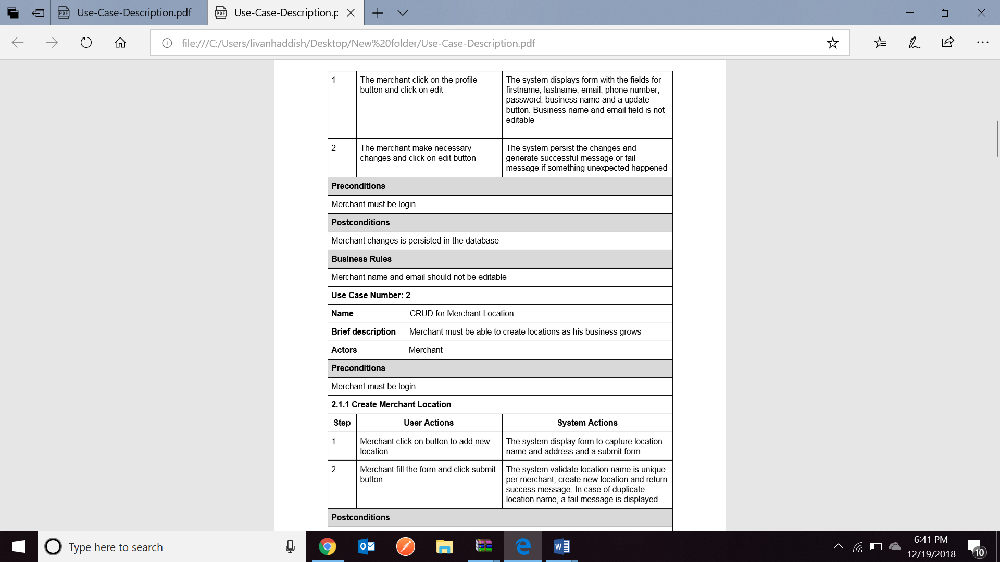 Use-Case-Description.pdf
Use-Case-Description.p
file:///C:/Users/livanhaddish/Desktop/New%20folder/Use-Case-Description.pdf
1
The merchant click on the profile
button and click on edit
The system displays form with the fields for
firstname, lastname, email, phone number,
password, business name and a update
button. Business name and email field is not
editable
2
The merchant make necessary
changes and click on edit button
The system persist the changes and
generate successful message or fail
message if something unexpected happened
Preconditions
Merchant must be login
Postconditions
Merchant changes is persisted in the database
Business Rules
Merchant name and email should not be editable
Use Case Number: 2
Name CRUD for Merchant Location
Brief description Merchant must be able to create locations as his business grows
Actors Merchant
Preconditions
Merchant must be login
2.1.1 Create Merchant Location
Step User Actions System Actions
1
Merchant click on button to add new
location
The system display form to capture location
name and address and a submit form
2
Merchant fill the form and click submit
button
The system validate location name is unique
per merchant, create new location and return
success message. In case of duplicate
location name, a fail message is displayed
Postconditions
Type here to search
6:41 PM
12/19/2018
10